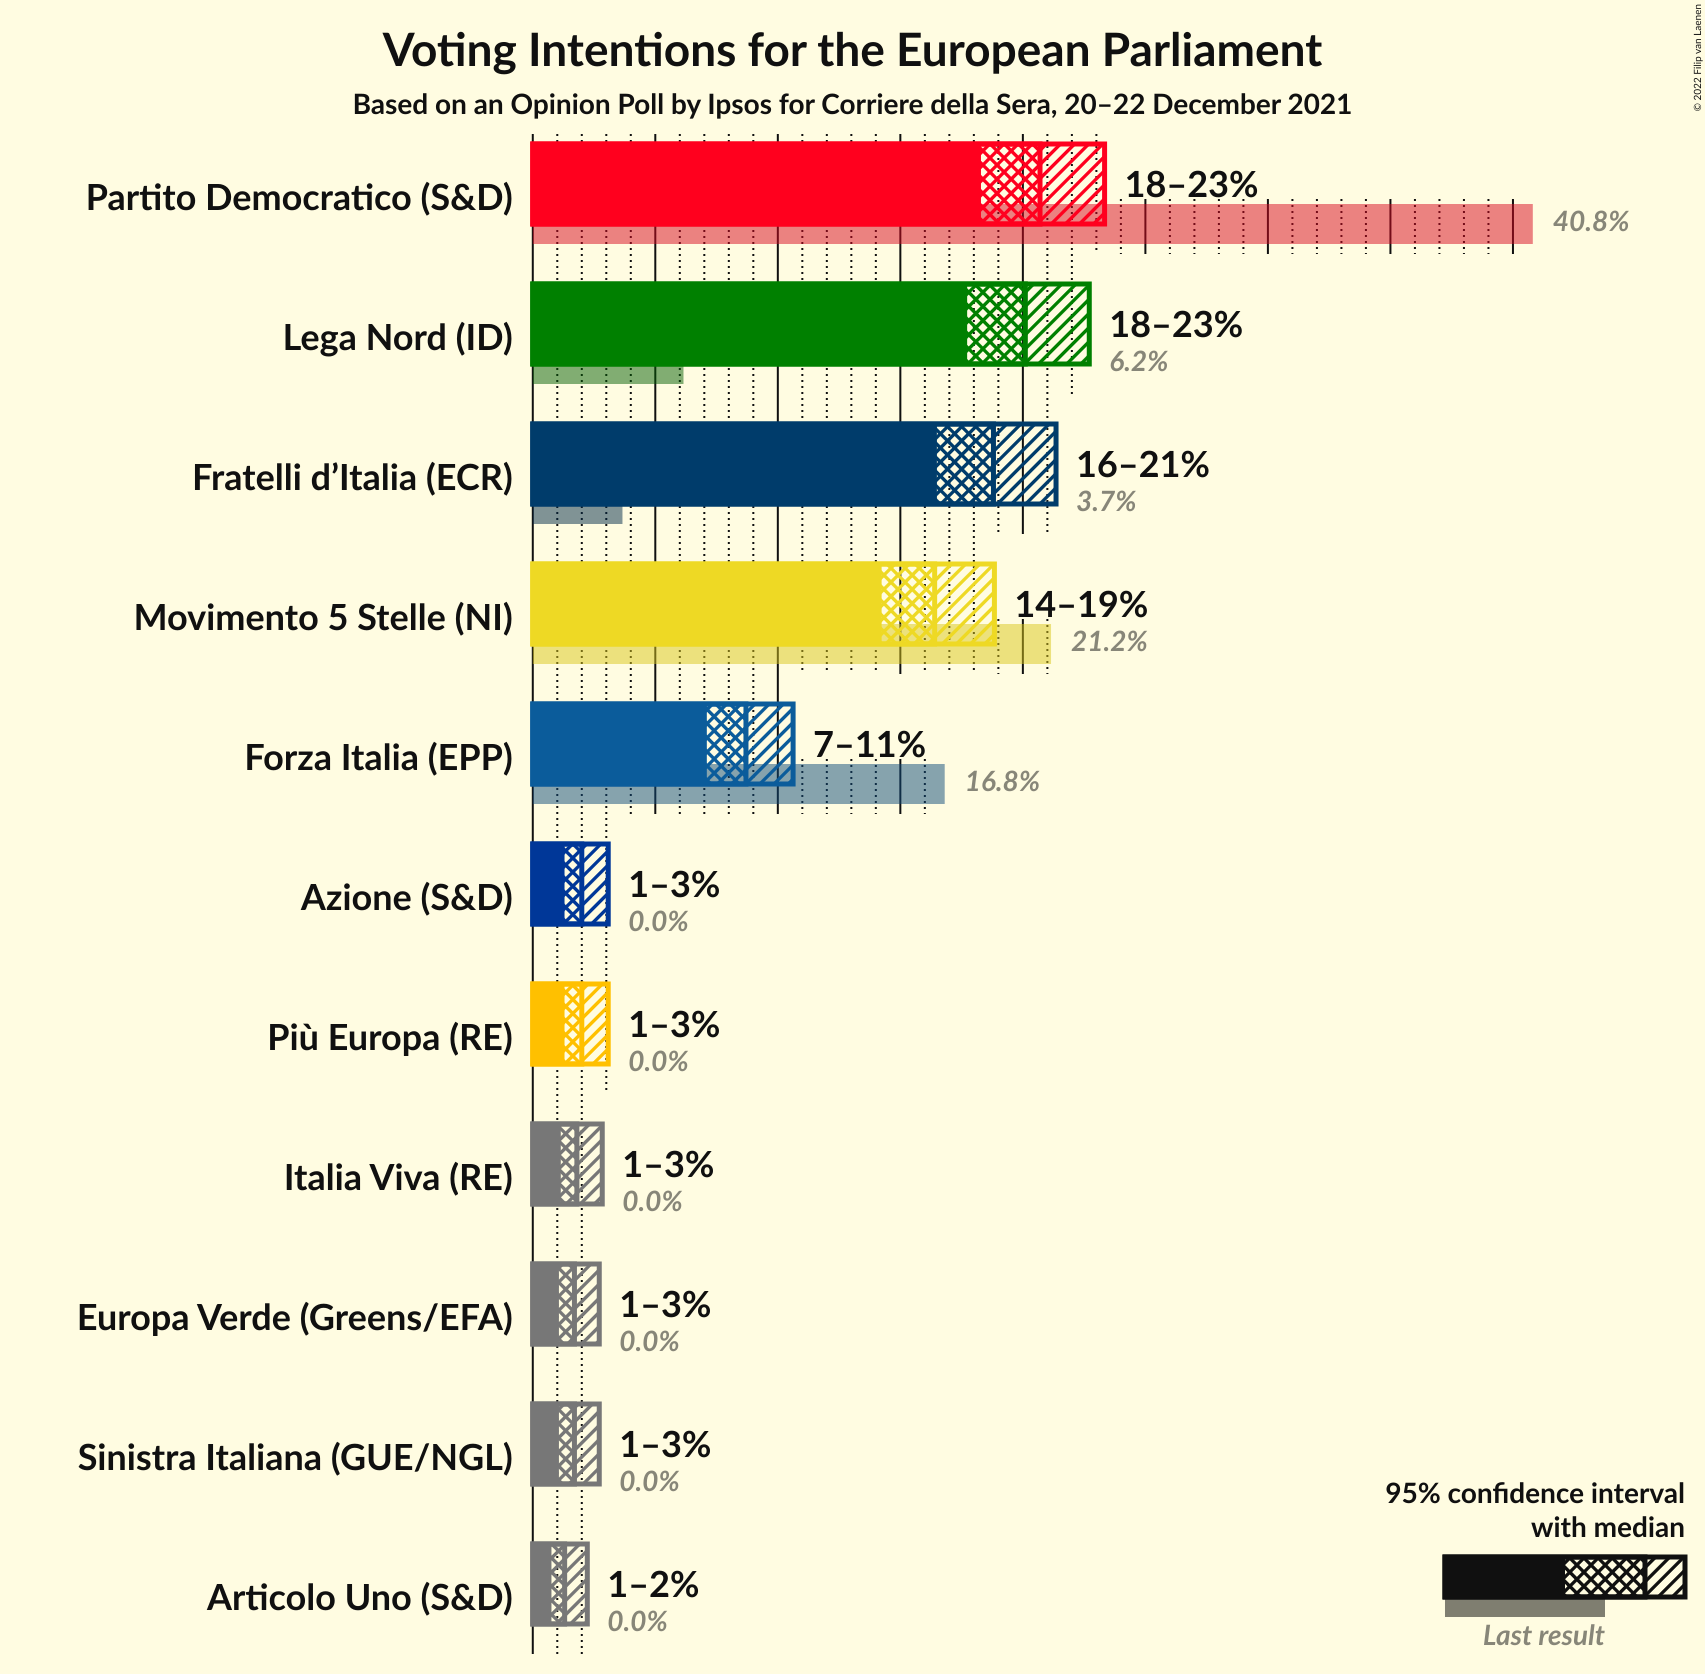 Voting Intentions for the European Parliament
Based on an Opinion Poll by Ipsos for Corriere della Sera, 20–22 December 2021
© 2022 Filip van Laenen
Partito Democratico (S&D)
18–23%
40.8%
Lega Nord (ID)
18–23%
6.2%
Fratelli d’Italia (ECR)
16–21%
3.7%
Movimento 5 Stelle (NI)
14–19%
21.2%
Forza Italia (EPP)
7–11%
16.8%
Azione (S&D)
1–3%
0.0%
Più Europa (RE)
1–3%
0.0%
Italia Viva (RE)
1–3%
0.0%
Europa Verde (Greens/EFA)
1–3%
0.0%
Sinistra Italiana (GUE/NGL)
1–3%
0.0%
Articolo Uno (S&D)
1–2%
0.0%
95% confidence interval
with median
Last result